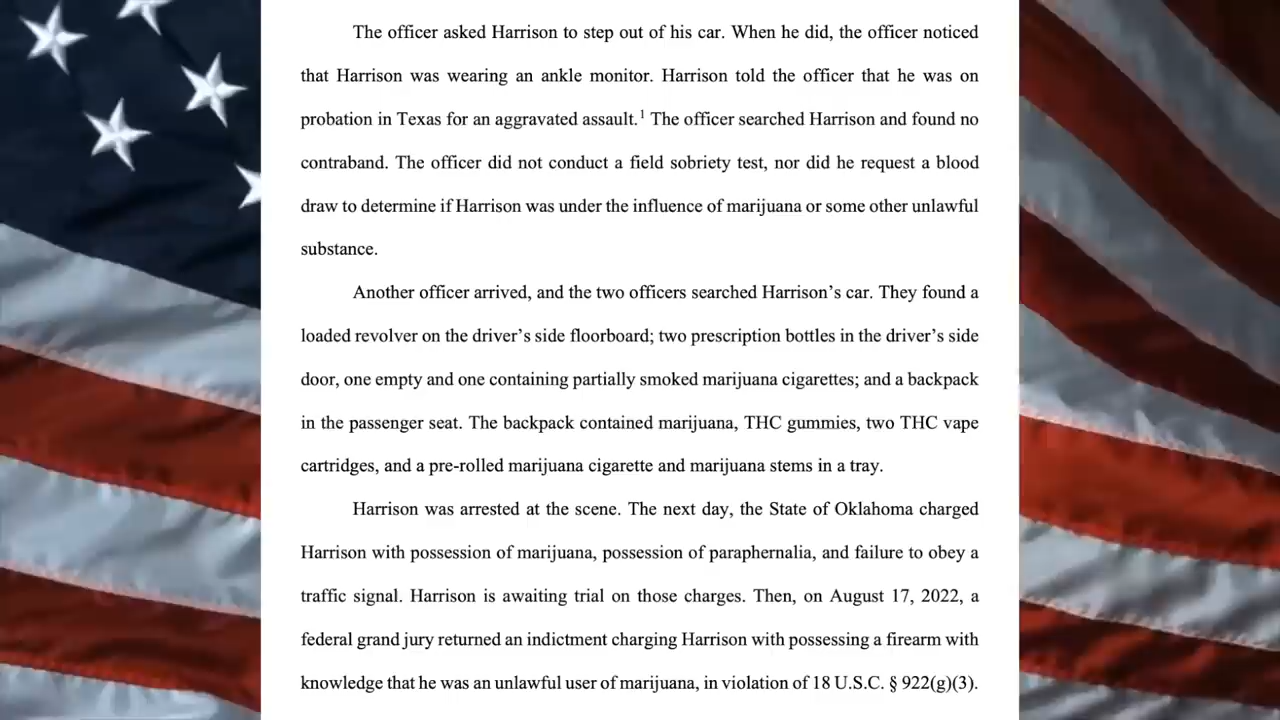 The officer asked Harrison to step out of his car. When he did, the officer noticed
that Harrison was wearing an ankle monitor. Harrison told the officer that he was on
probation in Texas for an aggravated assault.¹ The officer searched Harrison and found no
contraband. The officer did not conduct a field sobriety test, nor did he request a blood
draw to determine if Harrison was under the influence of marijuana or some other unlawful
substance.
Another officer arrived, and the two officers searched Harrison’s car. They found a
loaded revolver on the driver’s side floorboard; two prescription bottles in the driver’s side
door, one empty and one containing partially smoked marijuana cigarettes; and a backpack
in the passenger seat. The backpack contained marijuana, THC gummies, two THC vape
cartridges, and a pre-rolled marijuana cigarette and marijuana stems in a tray.
Harrison was arrested at the scene. The next day, the State of Oklahoma charged
Harrison with possession of marijuana, possession of paraphernalia, and failure to obey a
traffic signal. Harrison is awaiting trial on those charges. Then, on August 17, 2022, a
federal grand jury returned an indictment charging Harrison with possessing a firearm with
knowledge that he was an unlawful user of marijuana, in violation of 18 U.S.C. § 922(g)(3).